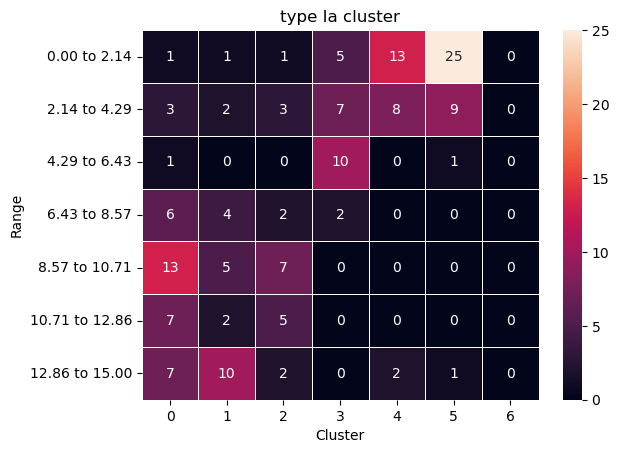 type Ia cluster
0.00 to 2.14 1 1 1 5 13 25 0
2.14 to 4.29 3 2 3 7 8 9 0
4.29 to 6.43 1 0 0 10 0 1 0
6.43 to 8.57 6 4 2 2 0 0 0
8.57 to 10.71 13 5 7 0 0 0 0
10.71 to 12.86 7 2 5 0 0 0 0
12.86 to 15.00 7 10 2 0 2 1 0
0 1 2 3 4 5 6
Cluster
Range
25
20
15
10
5
0